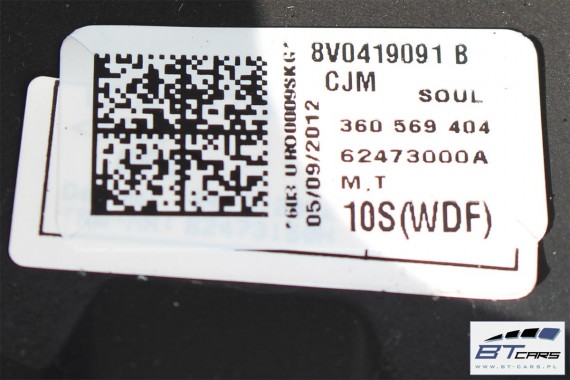 8V0419091 B
CJM
SOUL
360 569 404
62473000A
M.T
10S(WDF)
05/09/2012
BTCARS
WWW.BT-CARS.PL